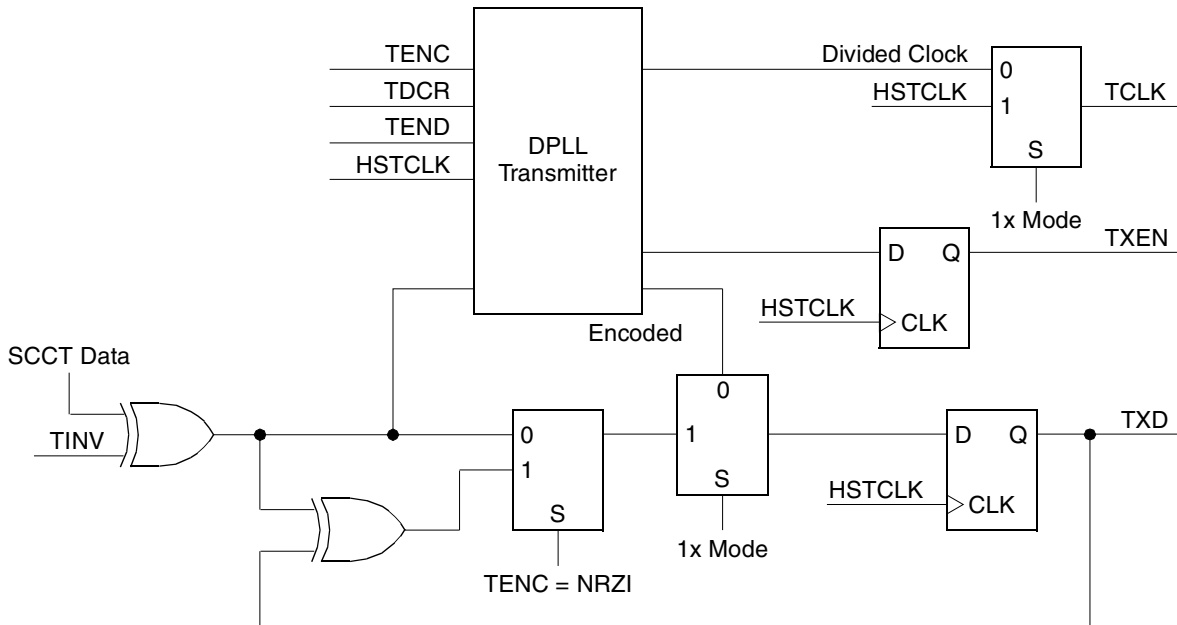 TENC
TDCR
TEND
HSTCLK
DPLL
Transmitter
Divided Clock
HSTCLK
0
1
S
TCLK
1x Mode
D
Q
TXEN
HSTCLK
CLK
Encoded
SCCT Data
TINV
0
1
S
TENC = NRZI
0
1
S
1x Mode
D
Q
TXD
HSTCLK
CLK